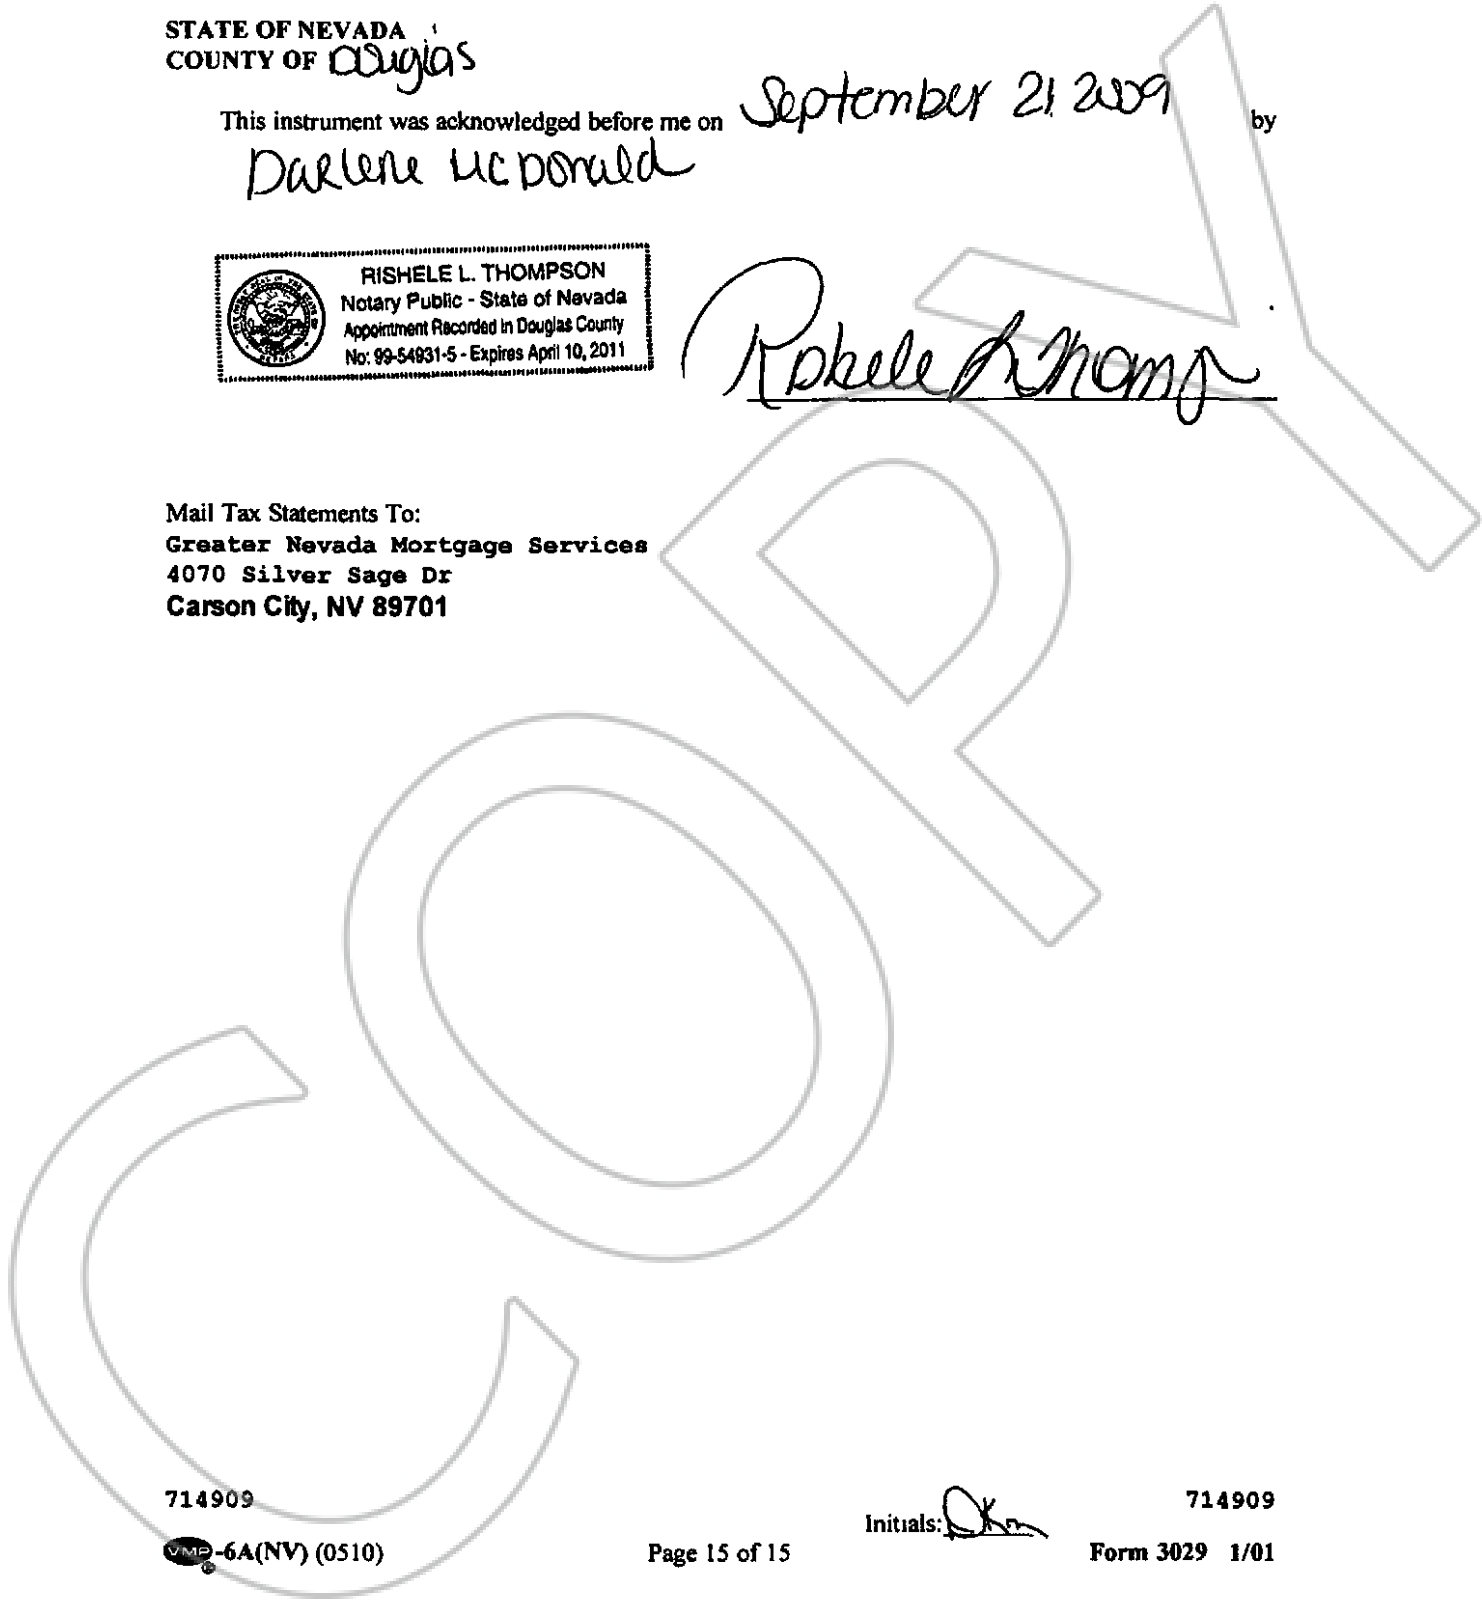 STATE OF NEVADA
COUNTY OF Douglas
This instrument was acknowledged before me on September 21, 2009 by
Darlene McDonald
RISHELE L. THOMPSON
Notary Public - State of Nevada
Appointment Recorded in Douglas County
No: 99-54931-5 - Expires April 10, 2011
Rishele L Thomp
Mail Tax Statements To:
Greater Nevada Mortgage Services
4070 Silver Sage Dr
Carson City, NV 89701
COPY
714909
Initials:
714909
VMP-6A(NV) (0510)
Page 15 of 15
Form 3029 1/01